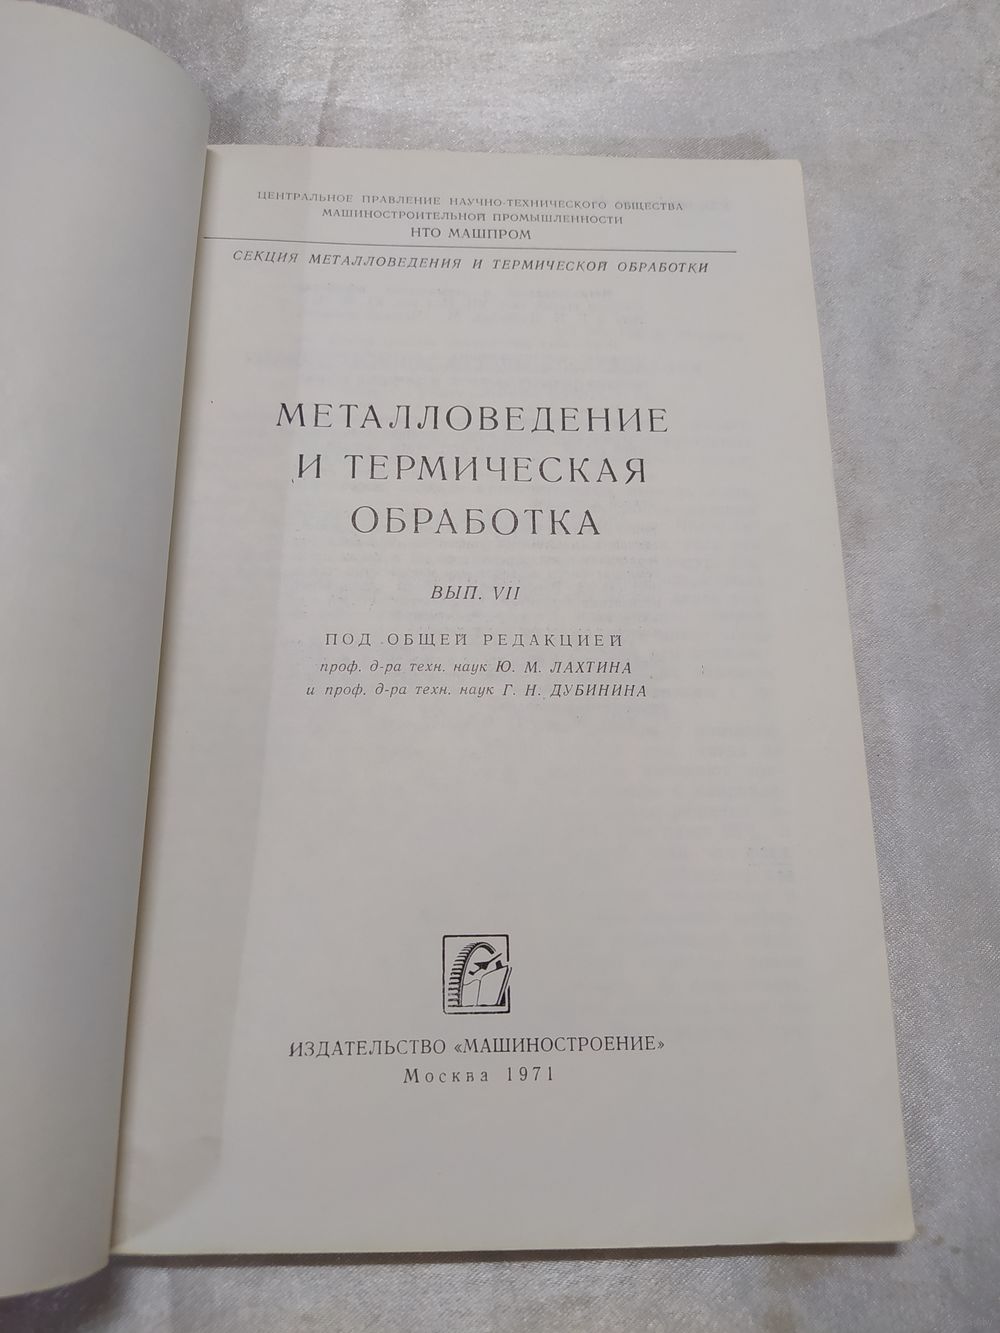 ЦЕНТРАЛЬНОЕ ПРАВЛЕНИЕ НАУЧНО-ТЕХНИЧЕСКОГО ОБЩЕСТВА
МАШИНОСТРОИТЕЛЬНОЙ ПРОМЫШЛЕННОСТИ
НТО МАШПРОМ
СЕКЦИЯ МЕТАЛЛОВЕДЕНИЯ И ТЕРМИЧЕСКОЙ ОБРАБОТКИ
МЕТАЛЛОВЕДЕНИЕ
И ТЕРМИЧЕСКАЯ
ОБРАБОТКА
ВЫП. VII
ПОД ОБЩЕЙ РЕДАКЦИЕЙ
проф. д-ра техн. наук Ю. М. ЛАХТИНА
и проф. д-ра техн. наук Г. Н. ДУБИНИНА
ИЗДАТЕЛЬСТВО «МАШИНОСТРОЕНИЕ»
Москва 1971